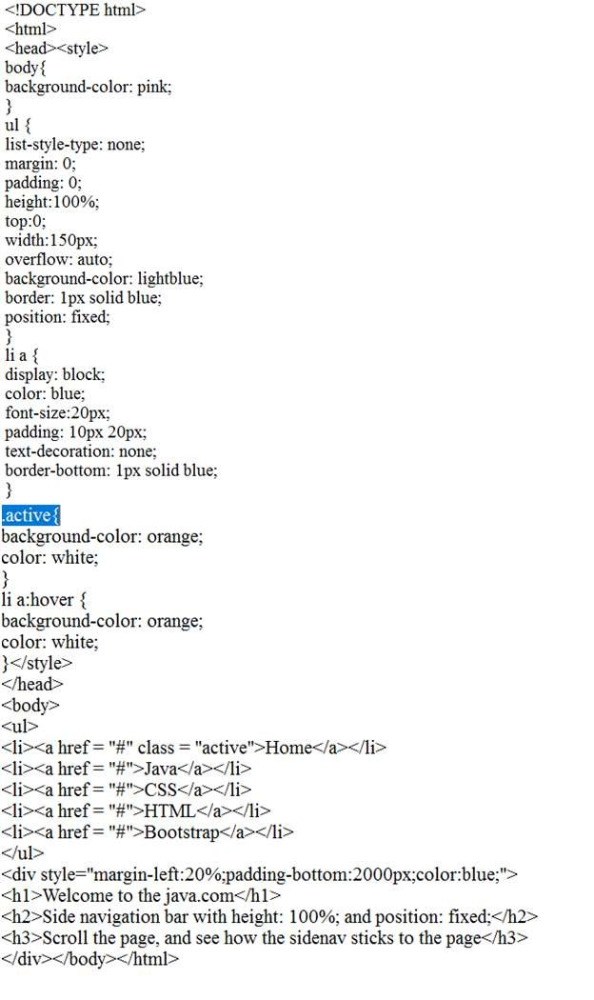 <!DOCTYPE html>
<html>
<head><style>
body{
background-color: pink;
}
ul {
list-style-type: none;
margin: 0;
padding: 0;
height:100%;
top:0;
width:150px;
overflow: auto;
background-color: lightblue;
border: 1px solid blue;
position: fixed;
}
li a {
display: block;
color: blue;
font-size:20px;
padding: 10px 20px;
text-decoration: none;
border-bottom: 1px solid blue;
}
.active{
background-color: orange;
color: white;
}
li a:hover {
background-color: orange;
color: white;
}</style>
</head>
<body>
<ul>
<li><a href = "#" class = "active">Home</a></li>
<li><a href = "#">Java</a></li>
<li><a href = "#">CSS</a></li>
<li><a href = "#">HTML</a></li>
<li><a href = "#">Bootstrap</a></li>
</ul>
<div style="margin-left:20%;padding-bottom:2000px;color:blue;">
<h1>Welcome to the java.com</h1>
<h2>Side navigation bar with height: 100%; and position: fixed;</h2>
<h3>Scroll the page, and see how the sidenav sticks to the page</h3>
</div></body></html>